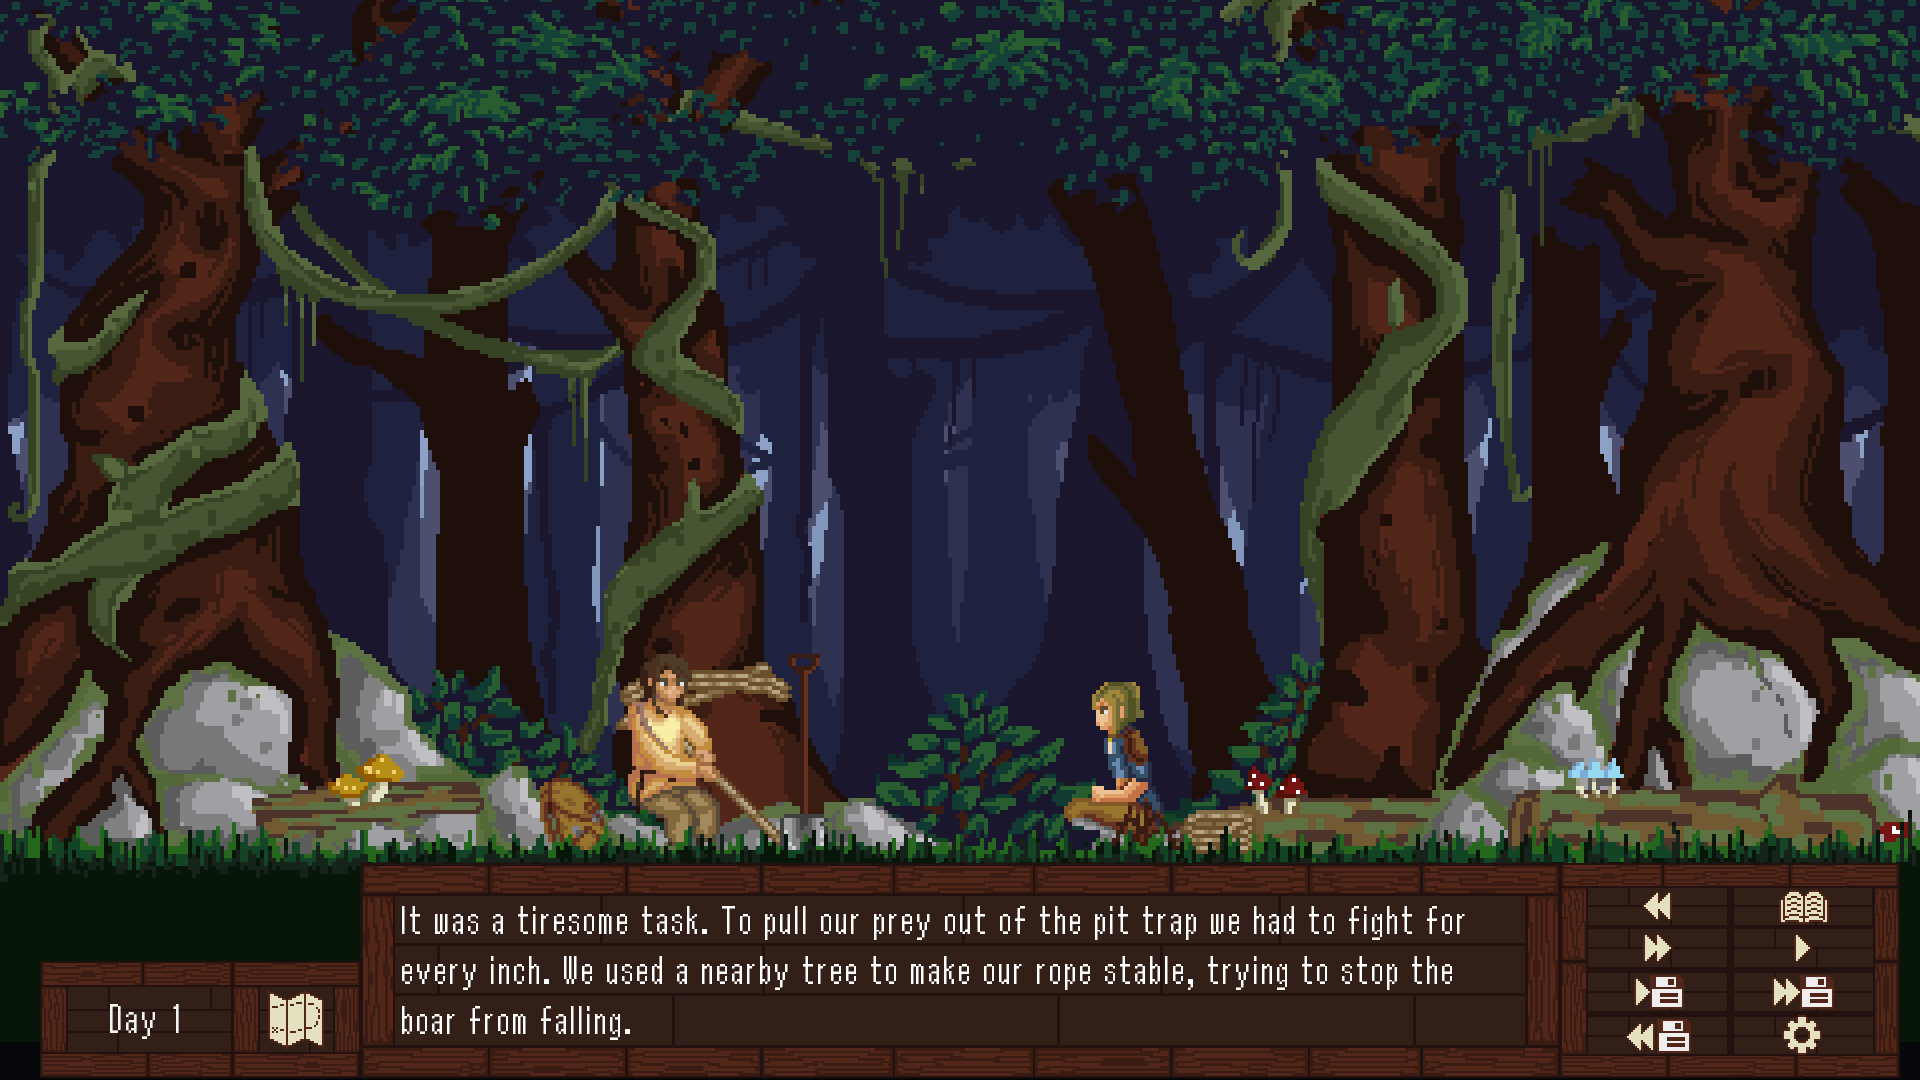 It was a tiresome task. To pull our prey out of the pit trap we had to fight for
every inch. We used a nearby tree to make our rope stable, trying to stop the
boar from falling.
Day 1